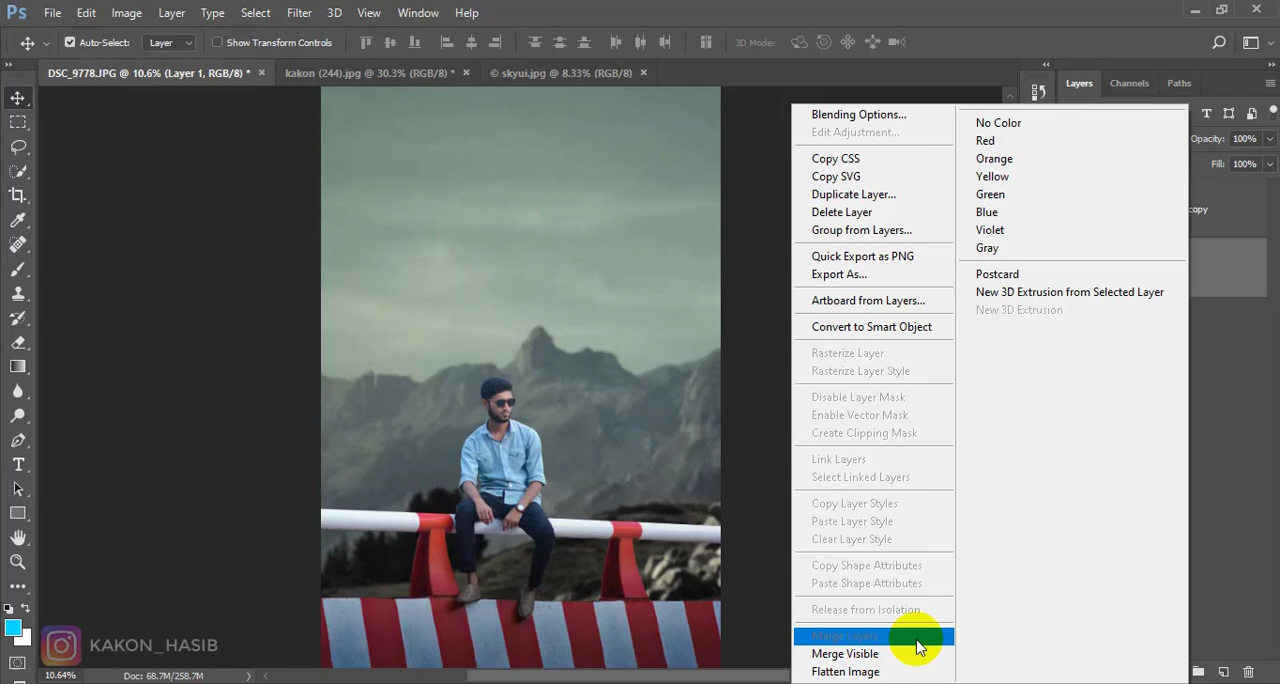 Ps File Edit Image Layer Type Select Filter 3D View Window Help
Auto-Select: Layer Show Transform Controls 3D Mode:
DSC_9778.JPG @ 10.6% (Layer 1, RGB/8) * × kakon (244).jpg @ 30.3% (RGB/8) * × © skyui.jpg @ 8.33% (RGB/8) ×
Layers Channels Paths
Opacity: 100%
Fill: 100%
copy
Blending Options...
Edit Adjustment...
Copy CSS
Copy SVG
Duplicate Layer...
Delete Layer
Group from Layers...
Quick Export as PNG
Export As...
Artboard from Layers...
Convert to Smart Object
Rasterize Layer
Rasterize Layer Style
Disable Layer Mask
Enable Vector Mask
Create Clipping Mask
Link Layers
Select Linked Layers
Copy Layer Styles
Paste Layer Style
Clear Layer Style
Copy Shape Attributes
Paste Shape Attributes
Release from Isolation
Merge Layers
Merge Visible
Flatten Image
No Color
Red
Orange
Yellow
Green
Blue
Violet
Gray
Postcard
New 3D Extrusion from Selected Layer
New 3D Extrusion
KAKON_HASIB
10.64% Doc: 68.7M/258.7M